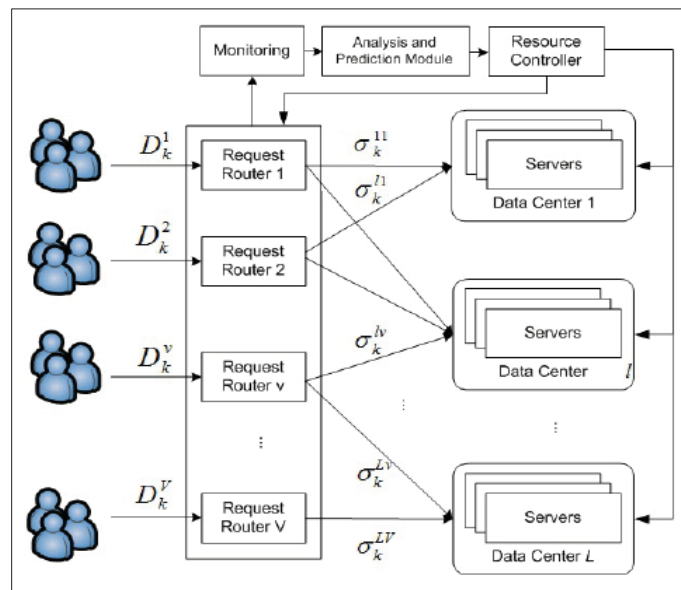 Monitoring
Analysis and
Prediction Module
Resource
Controller
D_k^1
Request
Router 1
σ_k^{11}
Servers
Data Center 1
σ_k^{l1}
D_k^2
Request
Router 2
D_k^v
Request
Router v
σ_k^{lv}
Servers
Data Center l
...
...
...
σ_k^{Lv}
D_k^V
Request
Router V
σ_k^{LV}
Servers
Data Center L